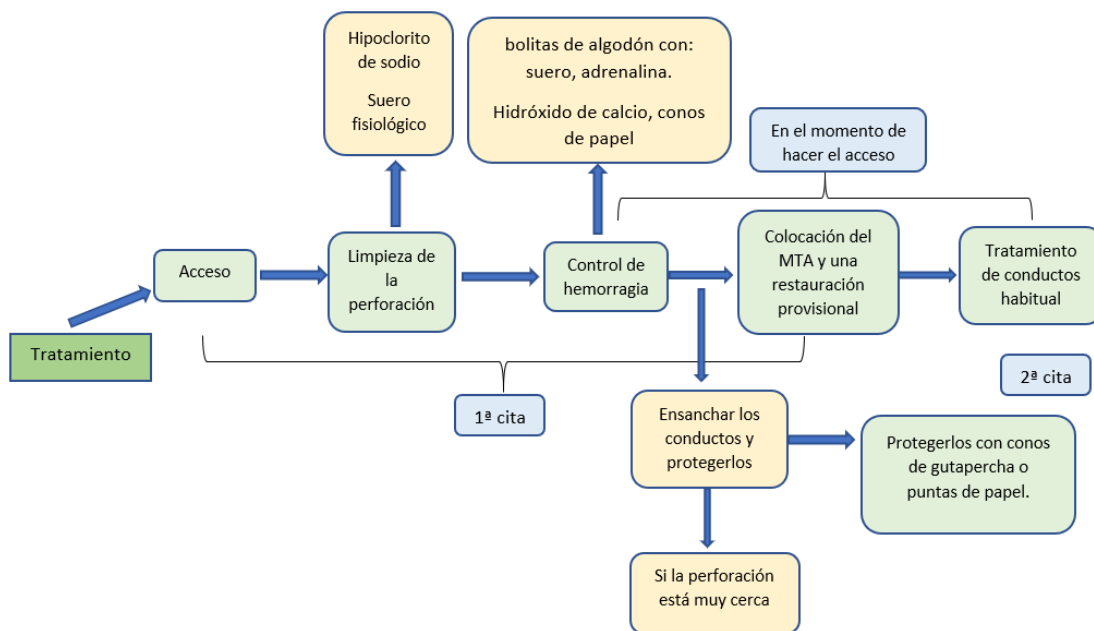 Hipoclorito
de sodio
Suero
fisiológico
bolitas de algodón con:
suero, adrenalina.
Hidróxido de calcio, conos
de papel
En el momento de
hacer el acceso
Acceso
Limpieza de
la
perforación
Control de
hemorragia
Colocación del
MTA y una
restauración
provisional
Tratamiento
de conductos
habitual
Tratamiento
1ª cita
2ª cita
Ensanchar los
conductos y
protegerlos
Protegerlos con conos
de gutapercha o
puntas de papel.
Si la perforación
está muy cerca